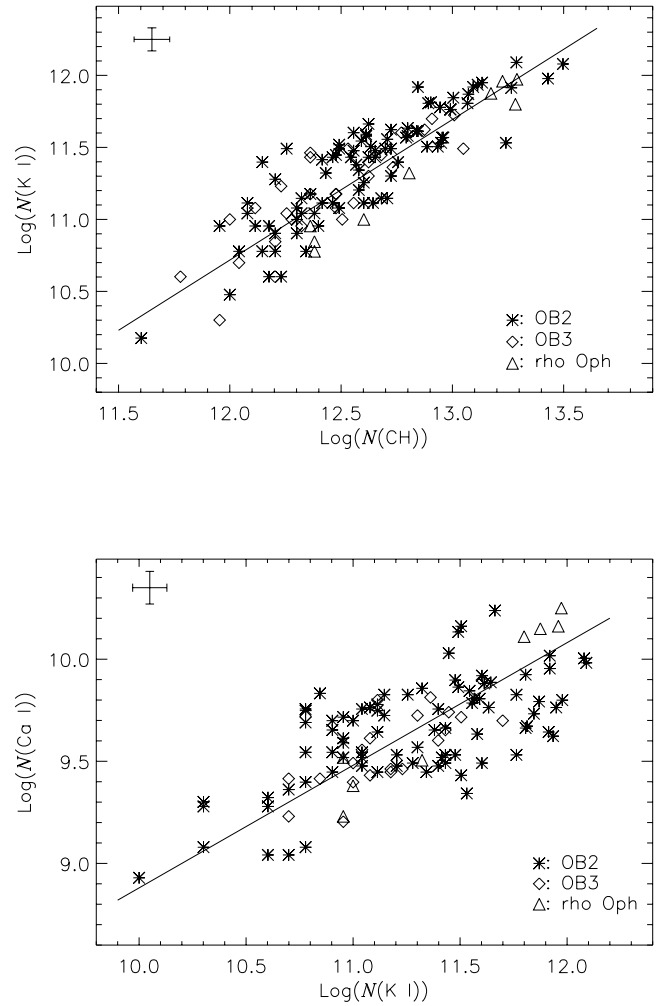 Log(N(K I))
12.0
11.5
11.0
10.5
10.0
11.5 12.0 12.5 13.0 13.5
Log(N(CH))
: OB2
: OB3
: rho Oph
Log(N(Ca I))
10.0
9.5
9.0
10.0 10.5 11.0 11.5 12.0
Log(N(K I))
: OB2
: OB3
: rho Oph